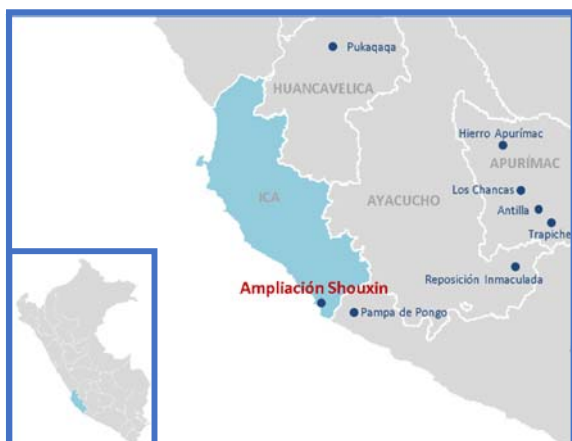 Pukaqaqa
HUANCAVELICA
Hierro Apurímac
APURÍMAC
Los Chancas
ICA
AYACUCHO
Antilla
Trapiche
Reposición Inmaculada
Ampliación Shouxin
Pampa de Pongo